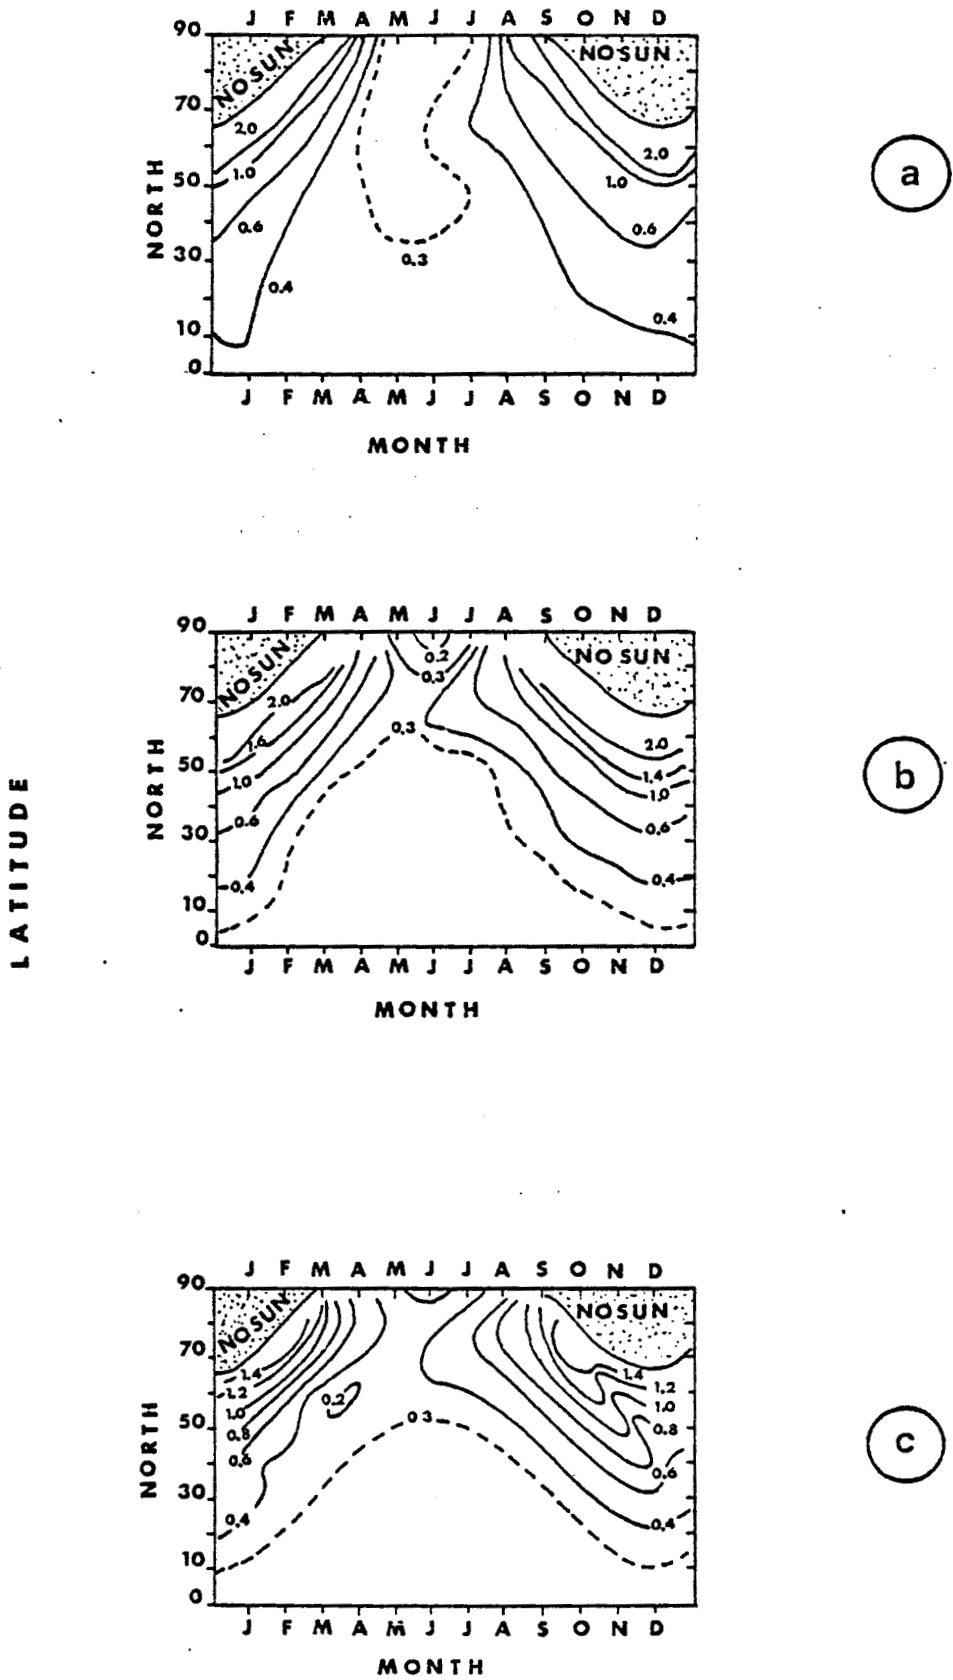 J F M A M J J A S O N D
90
NO SUN
NO SUN
70
2.0
2.0
1.0
1.0
50
NORTH
0.6
0.6
30
0.3
0.4
0.4
10
0
J F M A M J J A S O N D
MONTH
a
J F M A M J J A S O N D
90
NO SUN
NO SUN
0.2
0.3
70
2.0
0.3
1.6
2.0
50
1.4
1.0
1.0
NORTH
0.6
0.6
30
0.4
0.4
10
0
J F M A M J J A S O N D
MONTH
b
LATITUDE
J F M A M J J A S O N D
90
NO SUN
NO SUN
70
1.4
1.4
1.2
1.2
0.2
1.0
1.0
0.3
50
0.8
0.8
0.6
0.6
NORTH
30
0.4
0.4
10
0
J F M A M J J A S O N D
MONTH
c